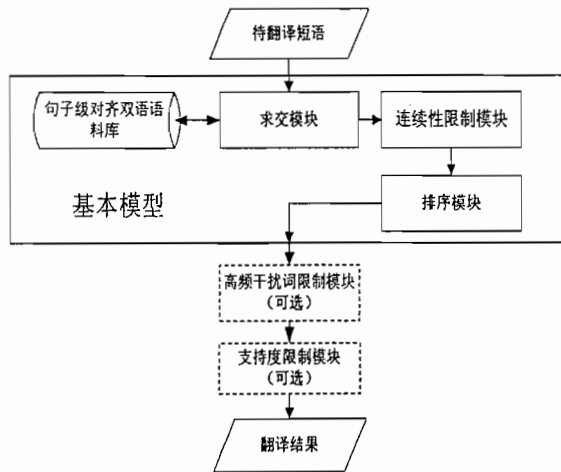 待翻译短语
句子级对齐双语语
料库
求交模块
连续性限制模块
基本模型
排序模块
高频干扰词限制模块
(可选)
支持度限制模块
(可选)
翻译结果